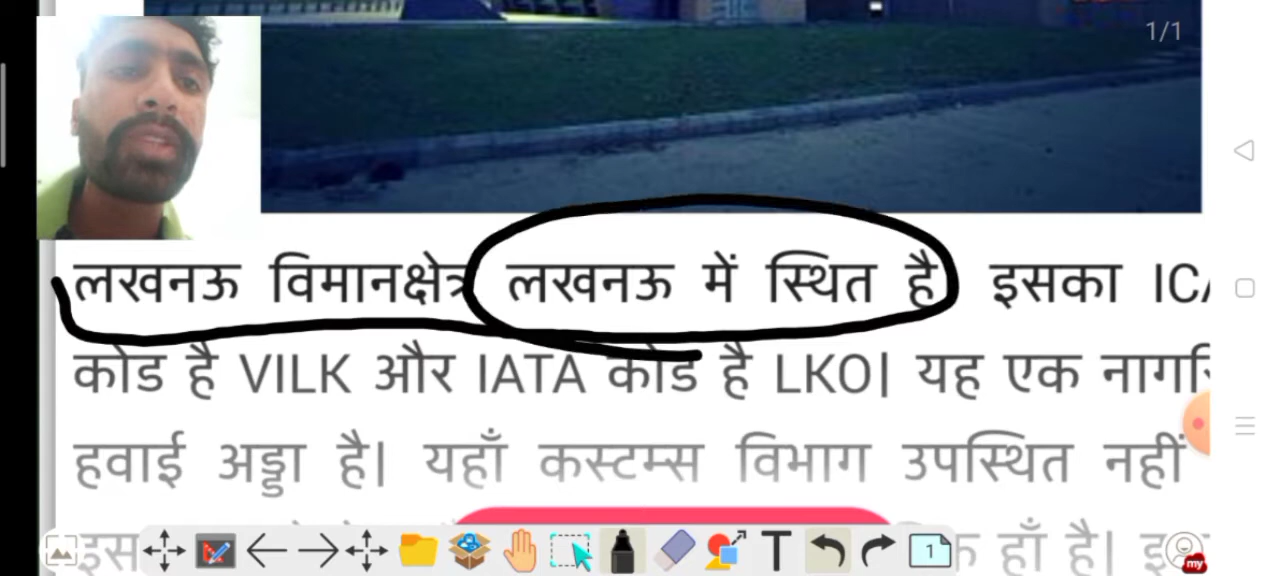 1/1
लखनऊ विमानक्षेत्र लखनऊ में स्थित है इसका
कोड है VILK और IATA कोड है LKO| यह एक
हवाई अड्डा है| यहाँ कस्टम्स विभाग उपस्थित नहीं
हाँ है|
T
1
my